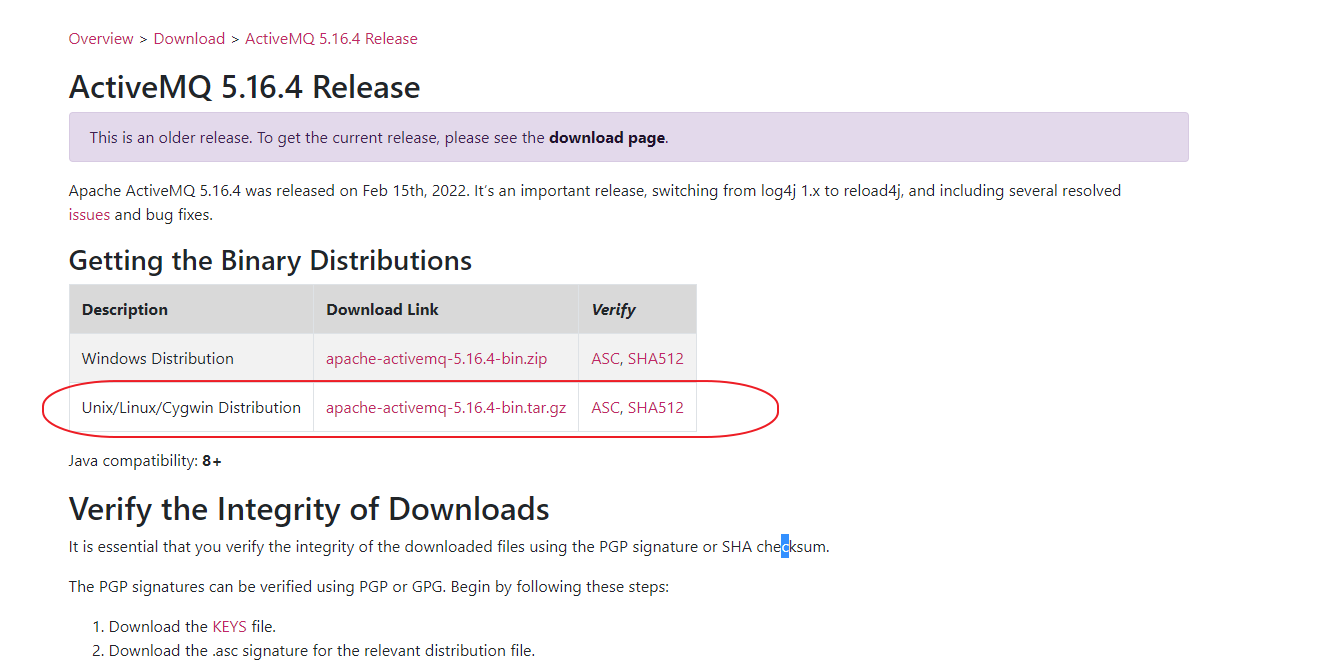 Overview > Download > ActiveMQ 5.16.4 Release
ActiveMQ 5.16.4 Release
This is an older release. To get the current release, please see the download page.
Apache ActiveMQ 5.16.4 was released on Feb 15th, 2022. It’s an important release, switching from log4j 1.x to reload4j, and including several resolved
issues and bug fixes.
Getting the Binary Distributions
Description Download Link Verify
Windows Distribution apache-activemq-5.16.4-bin.zip ASC, SHA512
Unix/Linux/Cygwin Distribution apache-activemq-5.16.4-bin.tar.gz ASC, SHA512
Java compatibility: 8+
Verify the Integrity of Downloads
It is essential that you verify the integrity of the downloaded files using the PGP signature or SHA checksum.
The PGP signatures can be verified using PGP or GPG. Begin by following these steps:
1. Download the KEYS file.
2. Download the .asc signature for the relevant distribution file.